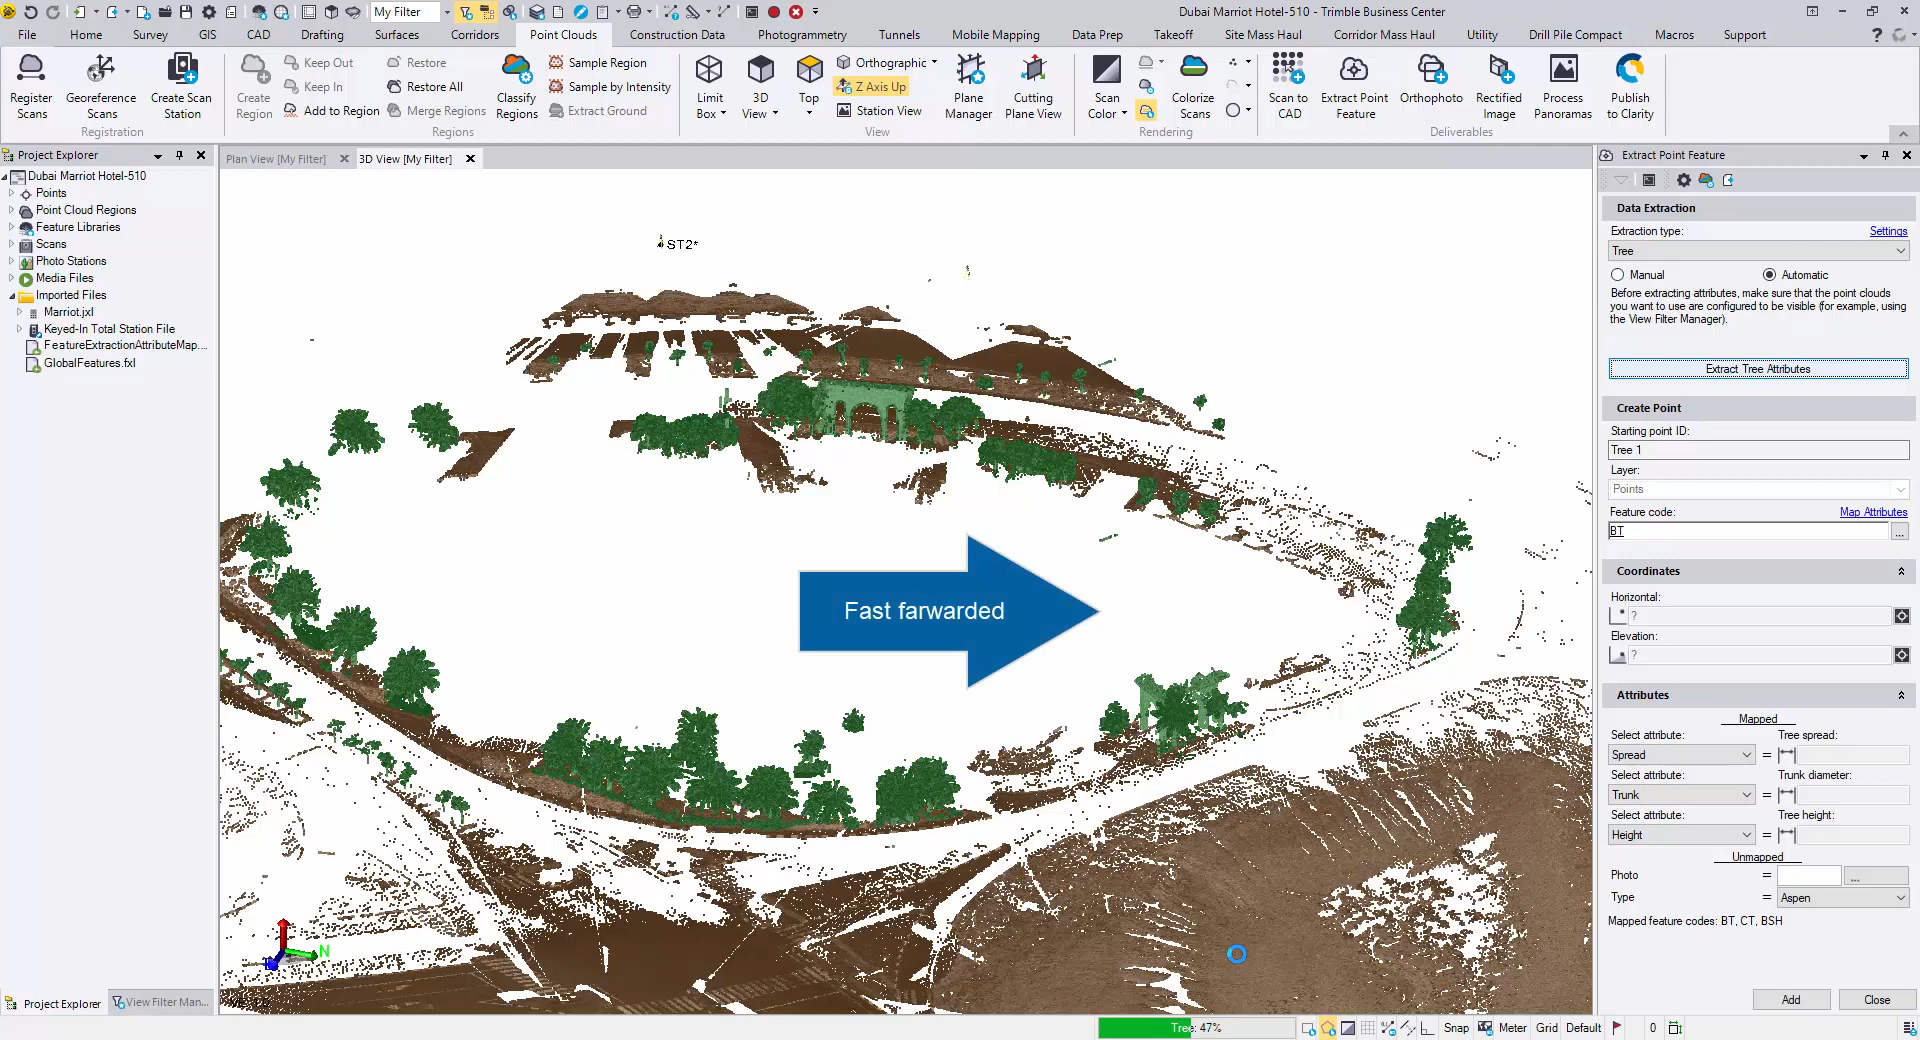 My Filter
Dubai Marriot Hotel-510 - Trimble Business Center
File Home Survey GIS CAD Drafting Surfaces Corridors Point Clouds Construction Data Photogrammetry Tunnels Mobile Mapping Data Prep Takeoff Site Mass Haul Corridor Mass Haul Utility Drill Pile Compact Macros Support
Register Scans
Georeference Scans
Create Scan Station
Registration
Create Region
Keep Out
Keep In
Add to Region
Restore
Restore All
Merge Regions
Classify Regions
Sample Region
Sample by Intensity
Extract Ground
Regions
Limit Box
3D View
Top
Orthographic
Z Axis Up
Station View
Plane Manager
Cutting Plane View
View
Scan Color
Colorize Scans
Rendering
Scan to CAD
Extract Point Feature
Orthophoto
Rectified Image
Process Panoramas
Publish to Clarity
Deliverables
Project Explorer
Dubai Marriot Hotel-510
Points
Point Cloud Regions
Feature Libraries
Scans
Photo Stations
Media Files
Imported Files
Marriot.jxl
Keyed-In Total Station File
FeatureExtractionAttributeMap...
GlobalFeatures.fxl
Project Explorer
View Filter Man...
Plan View [My Filter]
3D View [My Filter]
ST2*
Fast farwarded
N
Extract Point Feature
Data Extraction
Extraction type: Settings
Tree
Manual Automatic
Before extracting attributes, make sure that the point clouds
you want to use are configured to be visible (for example, using
the View Filter Manager).
Extract Tree Attributes
Create Point
Starting point ID:
Tree 1
Layer:
Points
Feature code: Map Attributes
BT ...
Coordinates
Horizontal:
?
Elevation:
?
Attributes
Mapped
Select attribute: Tree spread:
Spread =
Select attribute: Trunk diameter:
Trunk =
Select attribute: Tree height:
Height =
Unmapped
Photo = ...
Type = Aspen
Mapped feature codes: BT, CT, BSH
Add Close
Tree: 47% Snap Meter Grid Default 0